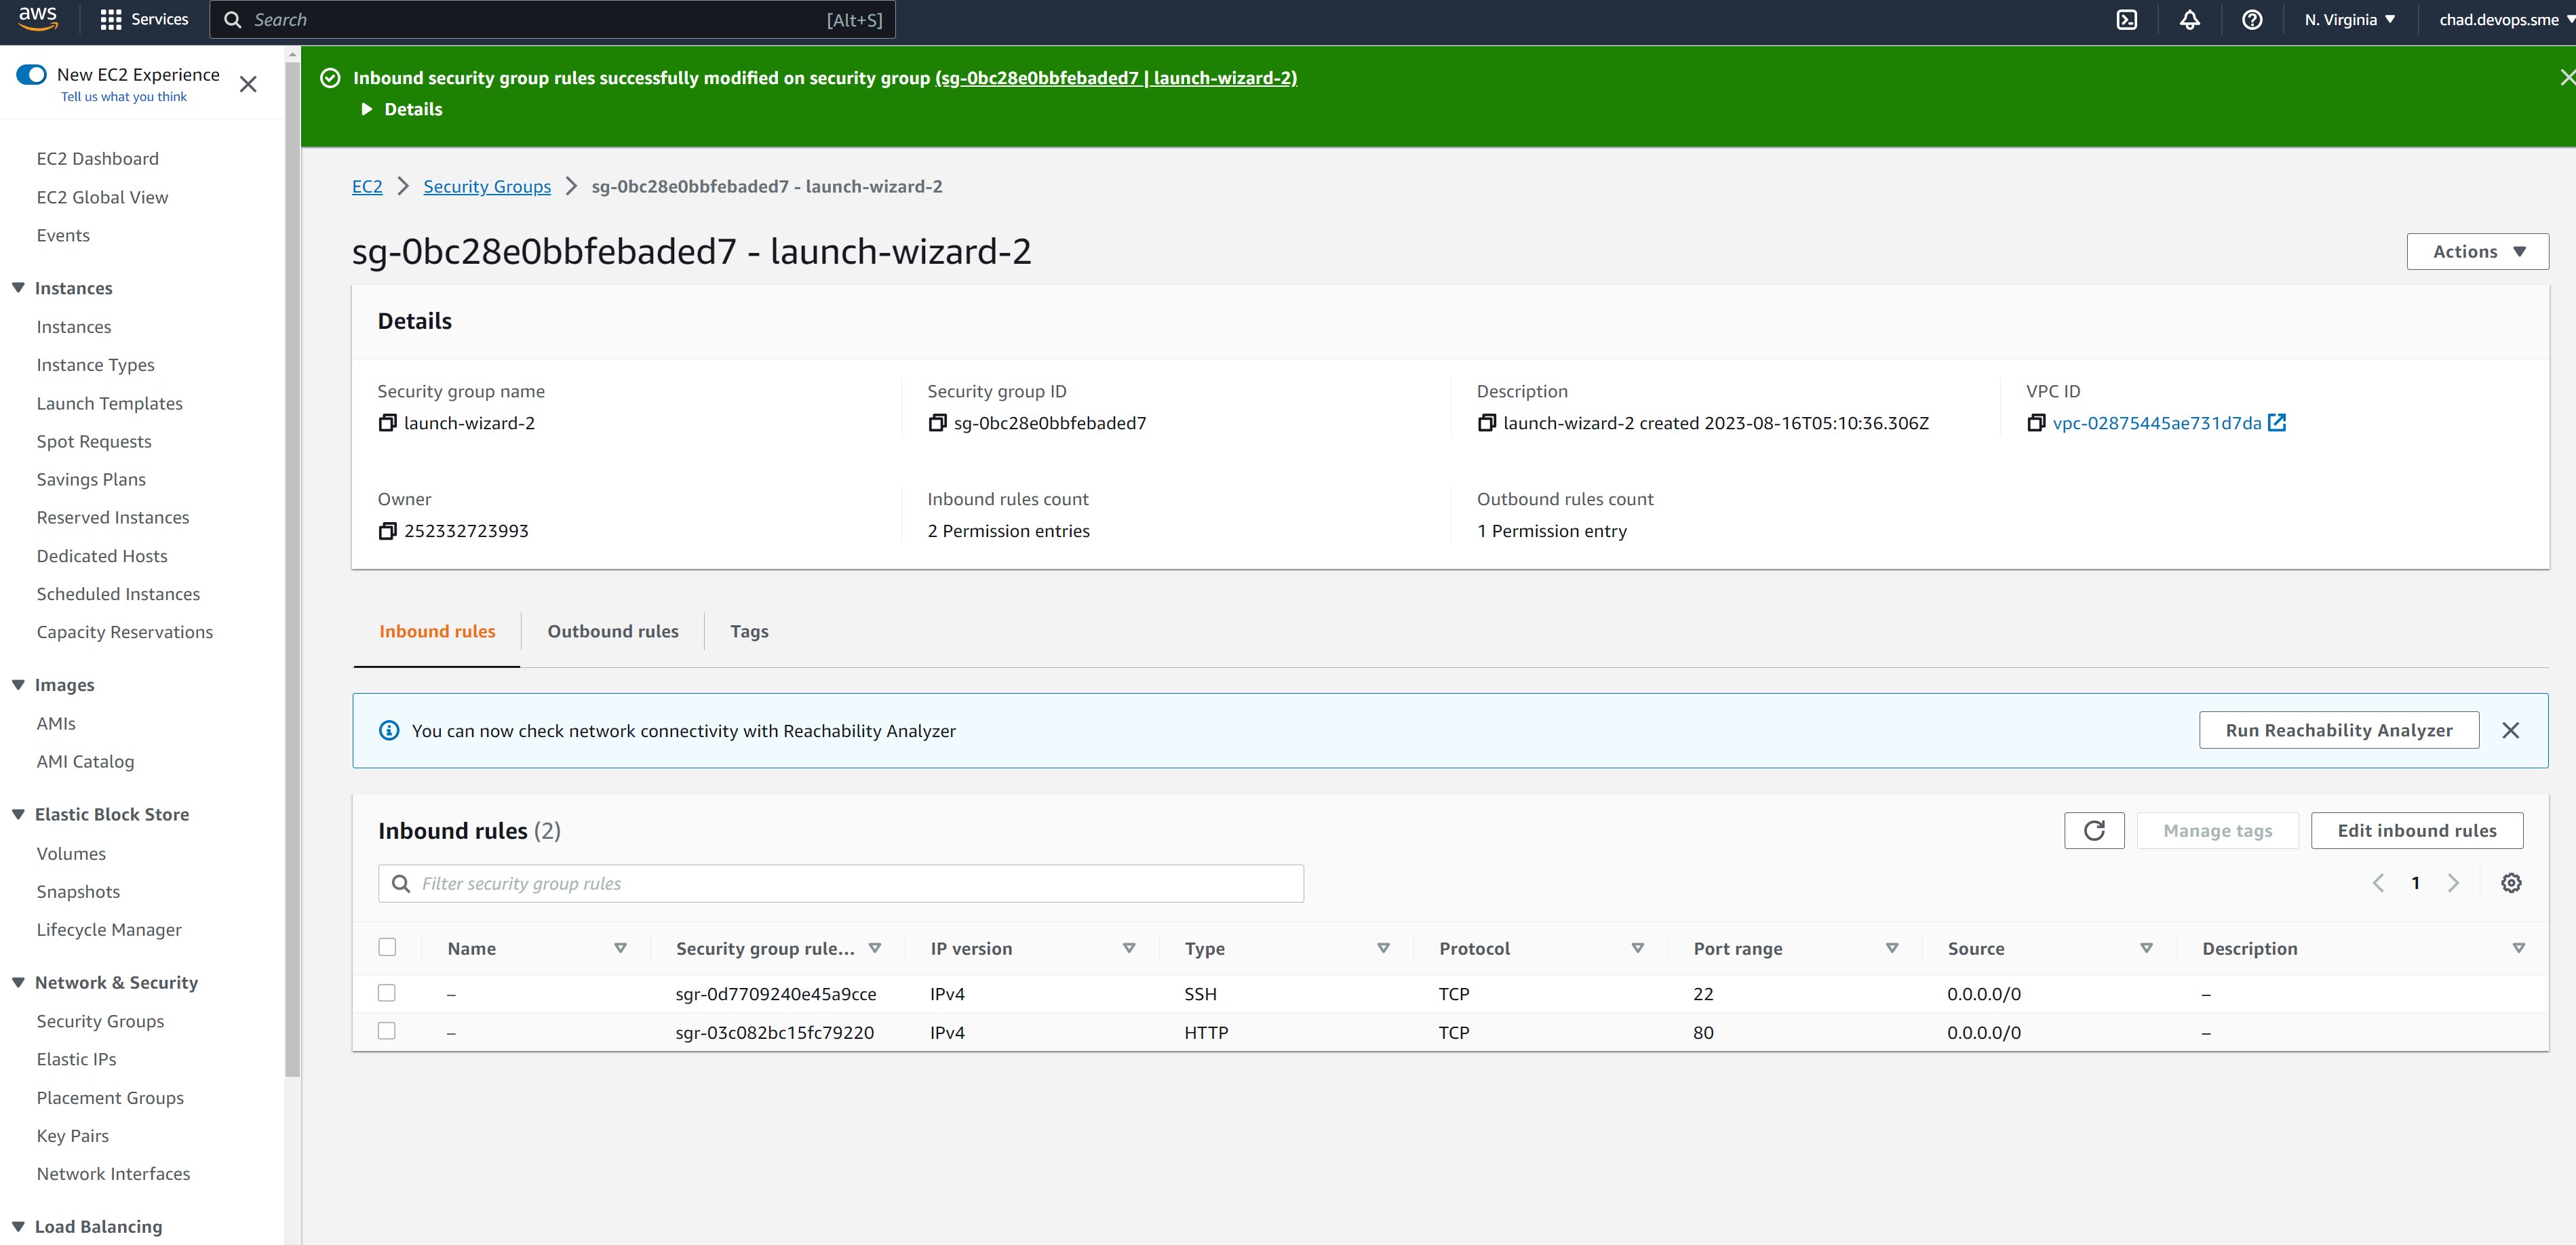 aws
Services
Search
[Alt+S]
N. Virginia
chad.devops.sme
New EC2 Experience
Tell us what you think
EC2 Dashboard
EC2 Global View
Events
Instances
Instances
Instance Types
Launch Templates
Spot Requests
Savings Plans
Reserved Instances
Dedicated Hosts
Scheduled Instances
Capacity Reservations
Images
AMIs
AMI Catalog
Elastic Block Store
Volumes
Snapshots
Lifecycle Manager
Network & Security
Security Groups
Elastic IPs
Placement Groups
Key Pairs
Network Interfaces
Load Balancing
Inbound security group rules successfully modified on security group (sg-0bc28e0bbfebaded7 | launch-wizard-2)
Details
EC2 > Security Groups > sg-0bc28e0bbfebaded7 - launch-wizard-2
sg-0bc28e0bbfebaded7 - launch-wizard-2
Actions
Details
Security group name
launch-wizard-2
Security group ID
sg-0bc28e0bbfebaded7
Description
launch-wizard-2 created 2023-08-16T05:10:36.306Z
VPC ID
vpc-02875445ae731d7da
Owner
252332723993
Inbound rules count
2 Permission entries
Outbound rules count
1 Permission entry
Inbound rules
Outbound rules
Tags
You can now check network connectivity with Reachability Analyzer
Run Reachability Analyzer
Inbound rules (2)
Manage tags
Edit inbound rules
Filter security group rules
1
Name Security group rule... IP version Type Protocol Port range Source Description
– sgr-0d7709240e45a9cce IPv4 SSH TCP 22 0.0.0.0/0 –
– sgr-03c082bc15fc79220 IPv4 HTTP TCP 80 0.0.0.0/0 –